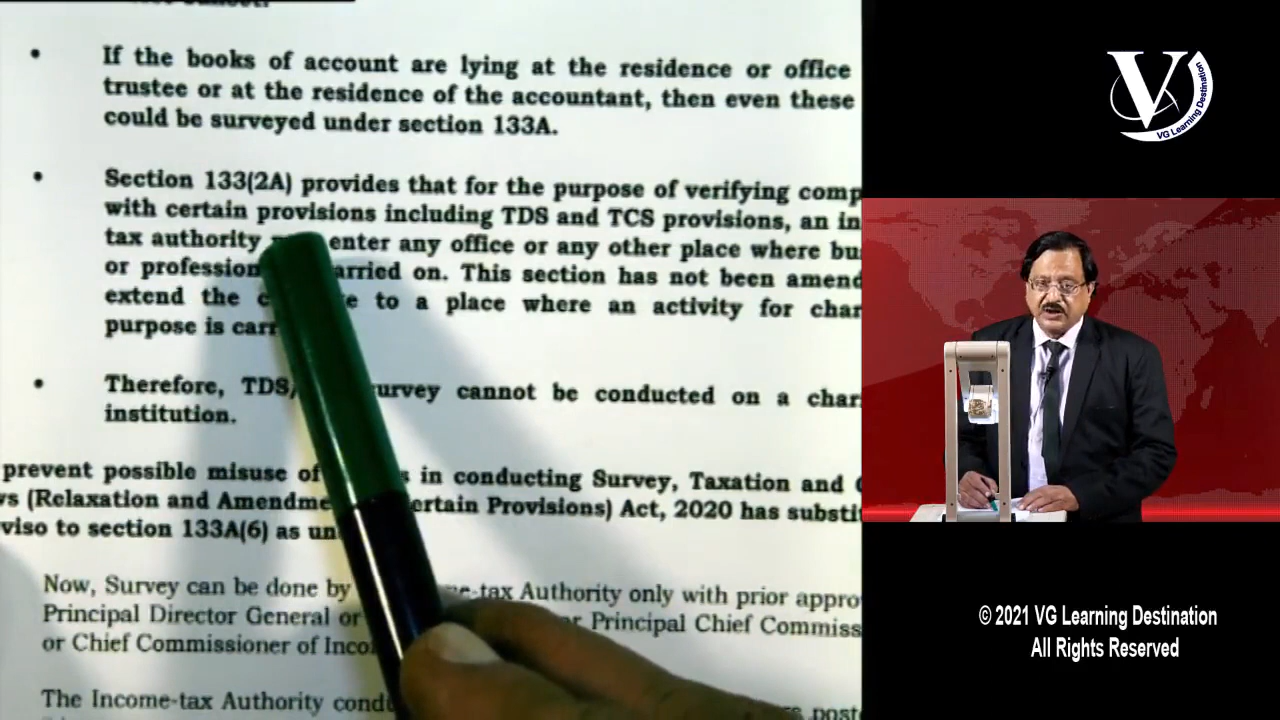 If the books of account are lying at the residence or office
trustee or at the residence of the accountant, then even these
could be surveyed under section 133A.
Section 133(2A) provides that for the purpose of verifying comp
with certain provisions including TDS and TCS provisions, an in
tax authority enter any office or any other place where bu
or profession arried on. This section has not been amend
extend the c e to a place where an activity for char
purpose is carr
Therefore, TDS/ survey cannot be conducted on a char
institution.
prevent possible misuse of s in conducting Survey, Taxation and
ws (Relaxation and Amendme ertain Provisions) Act, 2020 has substit
viso to section 133A(6) as un
Now, Survey can be done by me-tax Authority only with prior appro
Principal Director General or or Principal Chief Commiss
or Chief Commissioner of Inco
The Income-tax Authority cond post
V
VG Learning Destination
© 2021 VG Learning Destination
All Rights Reserved